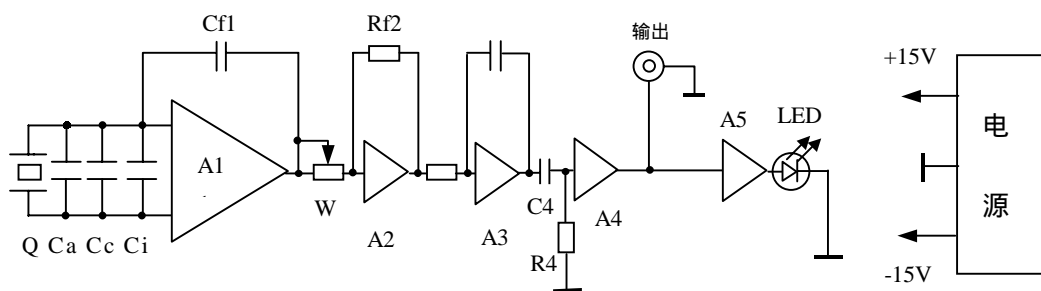 Cf1
Rf2
输出
+15V
A1
A5
LED
电
源
W
A2
A3
C4
A4
R4
Q Ca Cc Ci
-15V